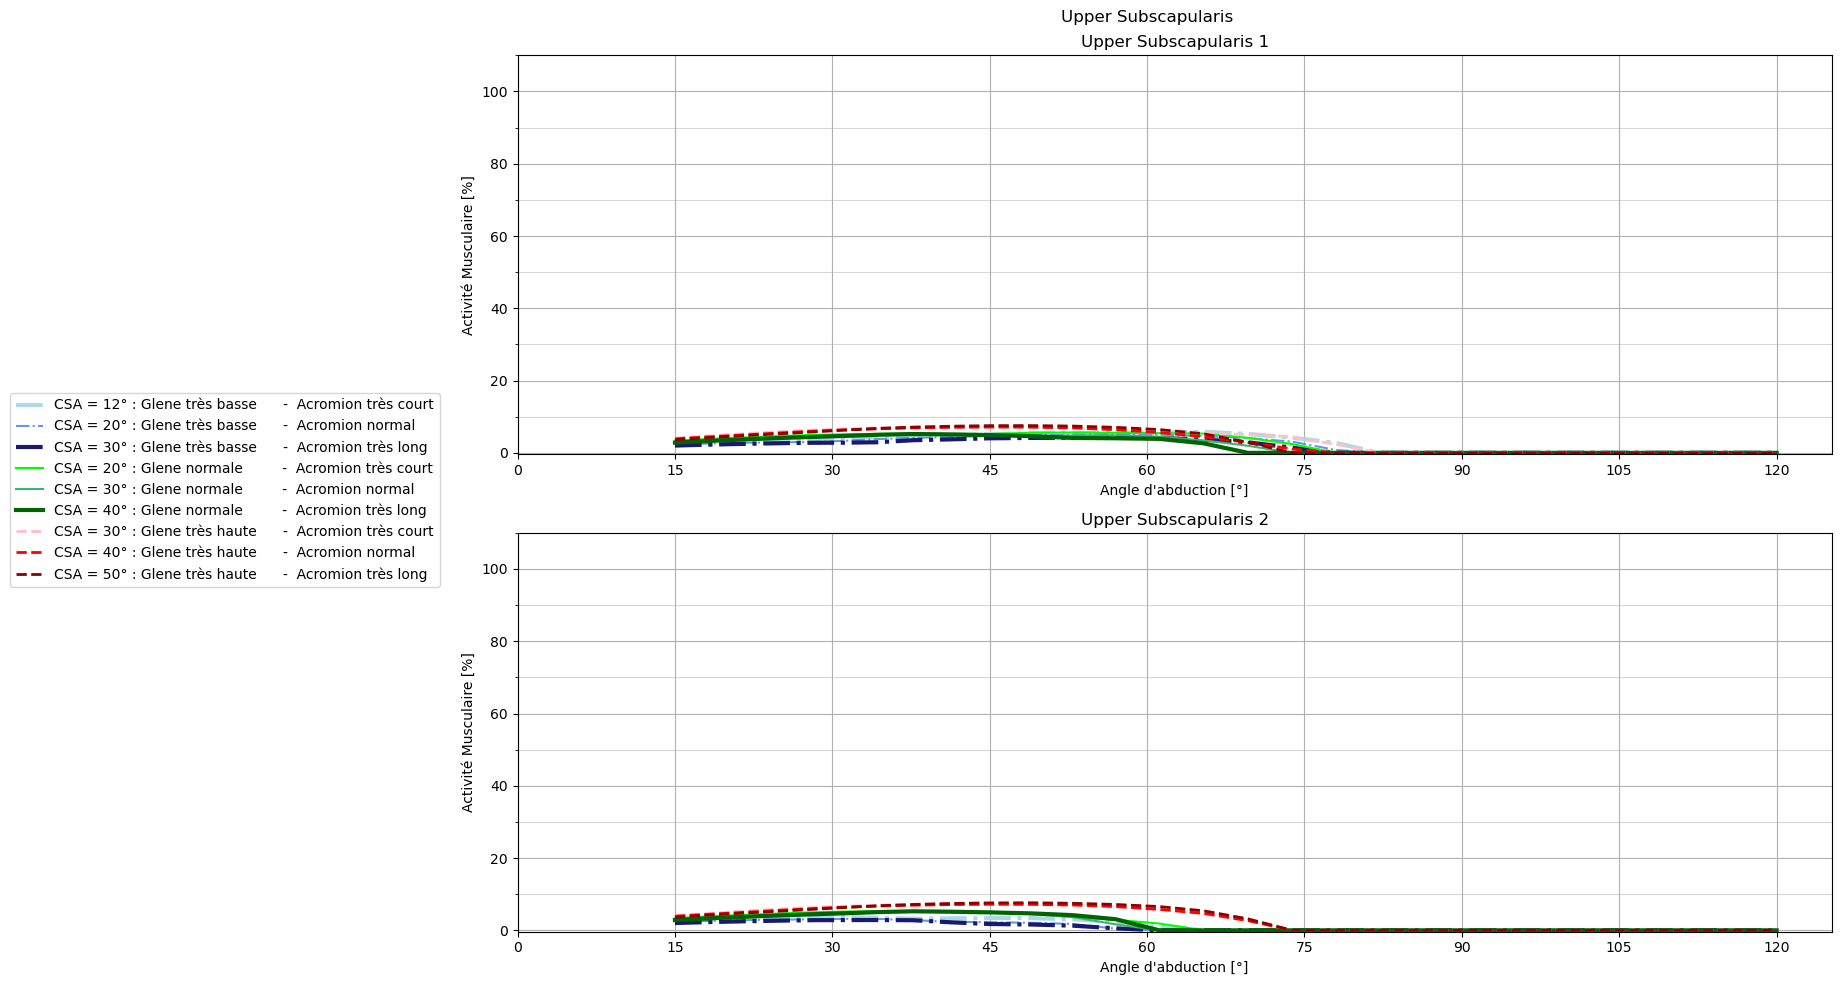 Upper Subscapularis
Upper Subscapularis 1
100
80
60
40
20
0
Activité Musculaire [%]
0 15 30 45 60 75 90 105 120
Angle d'abduction [°]
CSA = 12° : Glene très basse - Acromion très court
CSA = 20° : Glene très basse - Acromion normal
CSA = 30° : Glene très basse - Acromion très long
CSA = 20° : Glene normale - Acromion très court
CSA = 30° : Glene normale - Acromion normal
CSA = 40° : Glene normale - Acromion très long
CSA = 30° : Glene très haute - Acromion très court
CSA = 40° : Glene très haute - Acromion normal
CSA = 50° : Glene très haute - Acromion très long
Upper Subscapularis 2
100
80
60
40
20
0
Activité Musculaire [%]
0 15 30 45 60 75 90 105 120
Angle d'abduction [°]